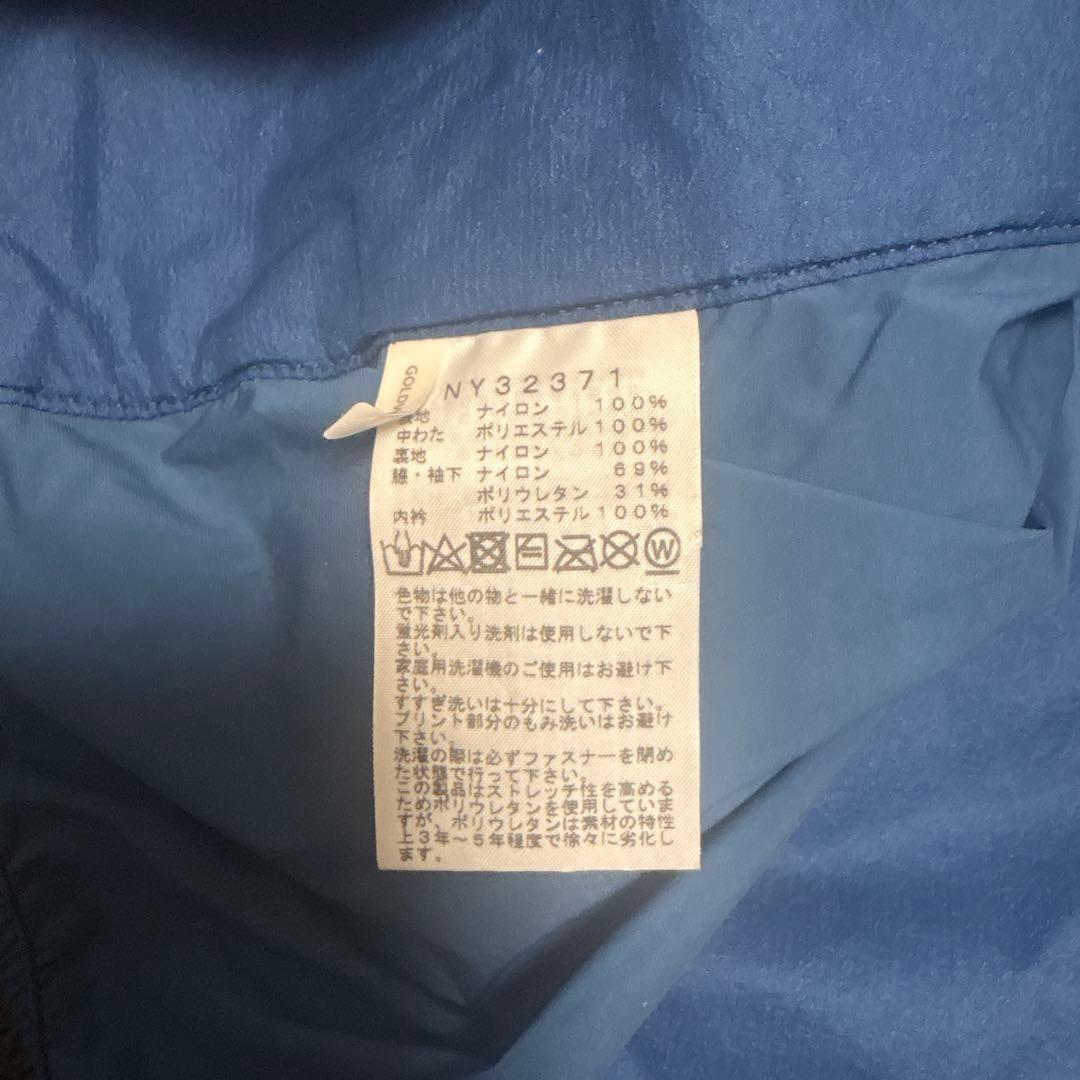 GOLDW
NY32371
地 ナイロン 100%
中わた ポリエステル 100%
裏地 ナイロン 100%
脇・袖下 ナイロン 69%
ポリウレタン 31%
内衿 ポリエステル 100%
W
色物は他の物と一緒に洗濯しない
で下さい。
蛍光剤入り洗剤は使用しないで下
さい。
家庭用洗濯機のご使用はお避け下
さい。
すすぎ洗いは十分にして下さい。
プリント部分のもみ洗いはお避け
下さい。
洗濯の際は必ずファスナーを閉め
た状態で行って下さい。
この製品はストレッチ性を高める
ためポリウレタンを使用していま
すが、ポリウレタンは素材の特性
上3年~5年程度で徐々に劣化し
ます。